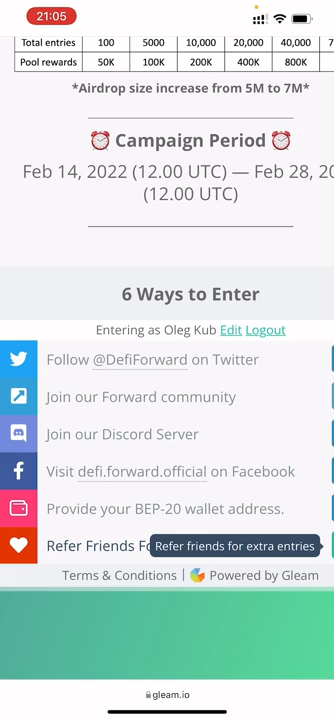 21:05
Total entries 100 5000 10,000 20,000 40,000 7
Pool rewards 50K 100K 200K 400K 800K
*Airdrop size increase from 5M to 7M*
⏰ Campaign Period ⏰
Feb 14, 2022 (12.00 UTC) — Feb 28, 20
(12.00 UTC)
6 Ways to Enter
Entering as Oleg Kub Edit Logout
Follow @DefiForward on Twitter
Join our Forward community
Join our Discord Server
Visit defi.forward.official on Facebook
Provide your BEP-20 wallet address.
Refer Friends Fo Refer friends for extra entries
Terms & Conditions | Powered by Gleam
gleam.io